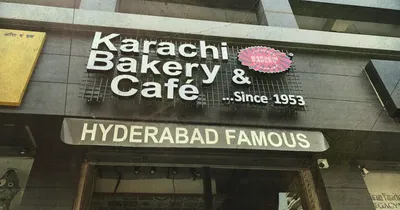 Karachi
Bakery &
Café
...Since 1953
HYDERABAD FAMOUS